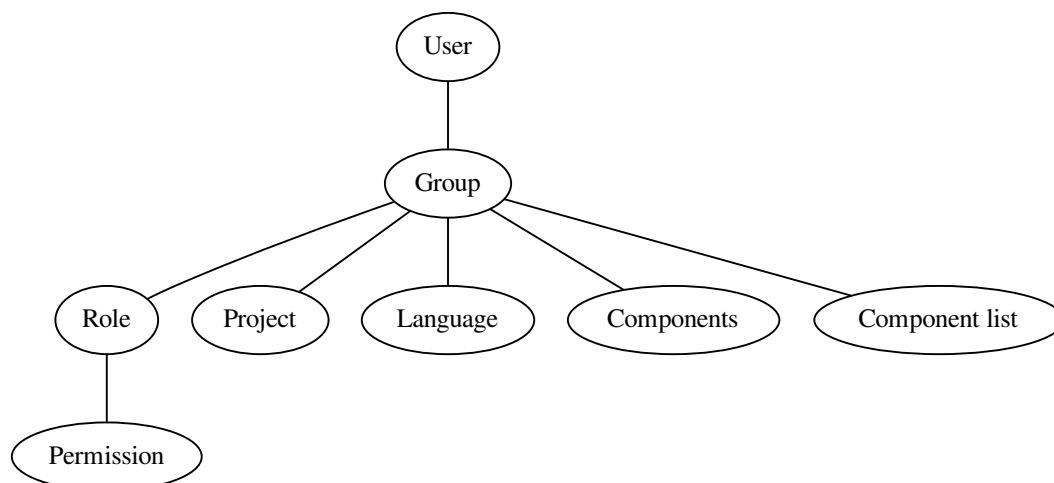 User
Group
Role
Project
Language
Components
Component list
Permission